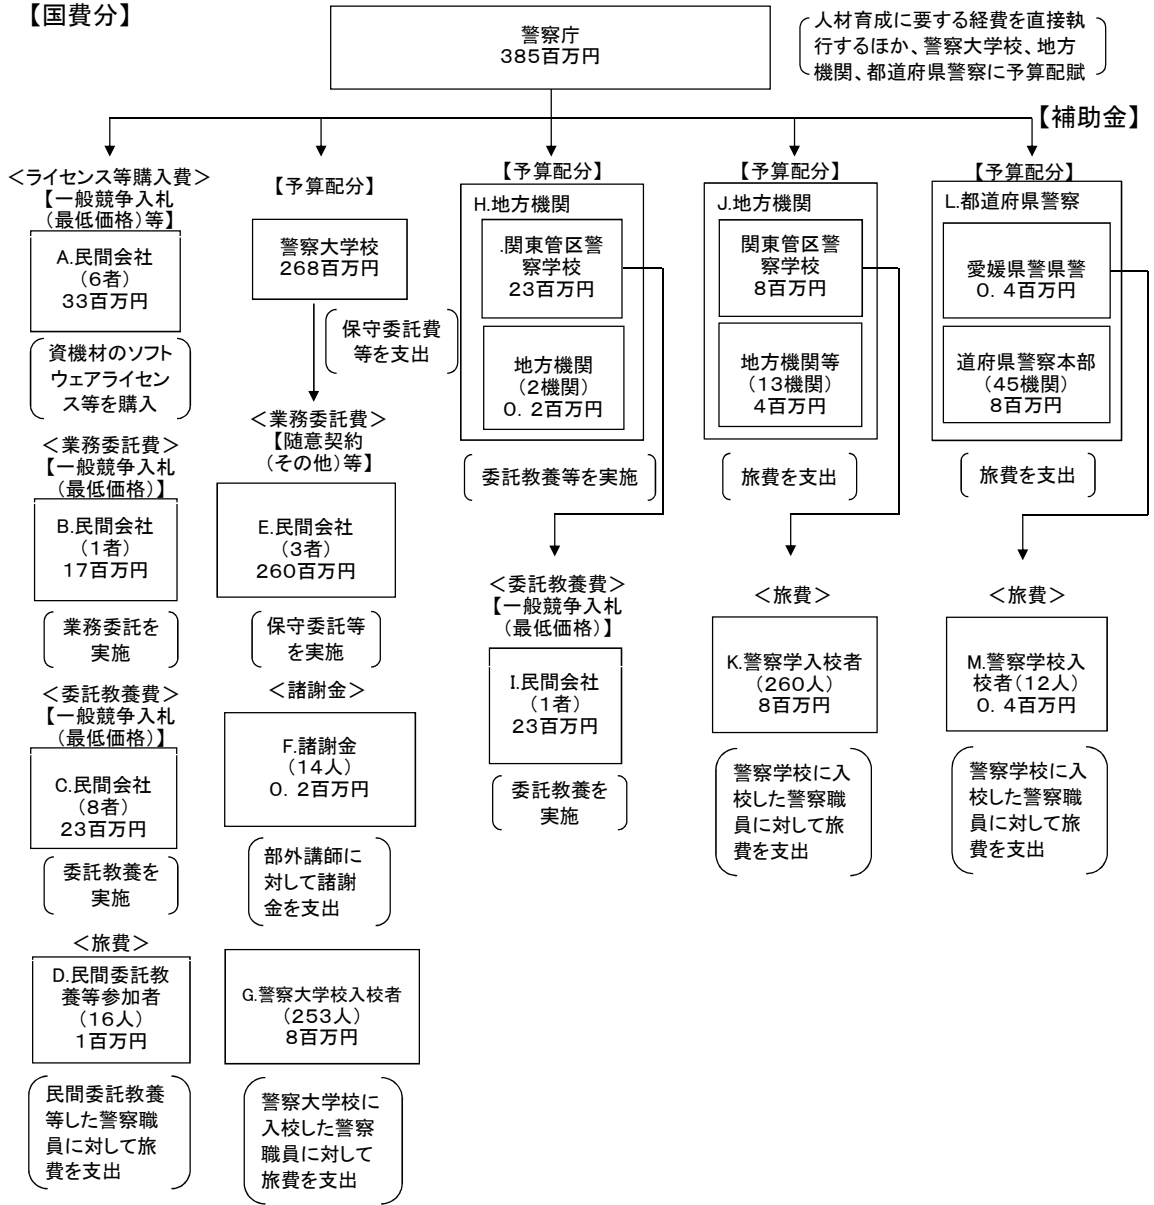 【国費分】
警察庁
385百万円
人材育成に要する経費を直接執
行するほか、警察大学校、地方
機関、都道府県警察に予算配賦
【補助金】
＜ライセンス等購入費＞
【一般競争入札
（最低価格）等】
A.民間会社
（6者）
33百万円
資機材のソフト
ウェアライセン
ス等を購入
＜業務委託費＞
【一般競争入札
（最低価格）】
B.民間会社
（1者）
17百万円
業務委託を
実施
＜委託教養費＞
【一般競争入札
（最低価格）】
C.民間会社
（8者）
23百万円
委託教養を
実施
＜旅費＞
D.民間委託教
養等参加者
（16人）
1百万円
民間委託教養
等した警察職
員に対して旅
費を支出
【予算配分】
警察大学校
268百万円
保守委託費
等を支出
＜業務委託費＞
【随意契約
（その他）等】
E.民間会社
（3者）
260百万円
保守委託等
を実施
＜諸謝金＞
F.諸謝金
（14人）
0．2百万円
部外講師に
対して諸謝
金を支出
G.警察大学校入校者
（253人）
8百万円
警察大学校に
入校した警察
職員に対して
旅費を支出
【予算配分】
H.地方機関
.関東管区警
察学校
23百万円
地方機関
（2機関）
0．2百万円
委託教養等を実施
＜委託教養費＞
【一般競争入札
（最低価格）】
I.民間会社
（1者）
23百万円
委託教養を
実施
【予算配分】
J.地方機関
関東管区警
察学校
8百万円
地方機関等
（13機関）
4百万円
旅費を支出
＜旅費＞
K.警察学入校者
（260人）
8百万円
警察学校に入
校した警察職
員に対して旅
費を支出
【予算配分】
L.都道府県警察
愛媛県警県警
0．4百万円
道府県警察本部
（45機関）
8百万円
旅費を支出
＜旅費＞
M.警察学校入
校者（12人）
0．4百万円
警察学校に入
校した警察職
員に対して旅
費を支出